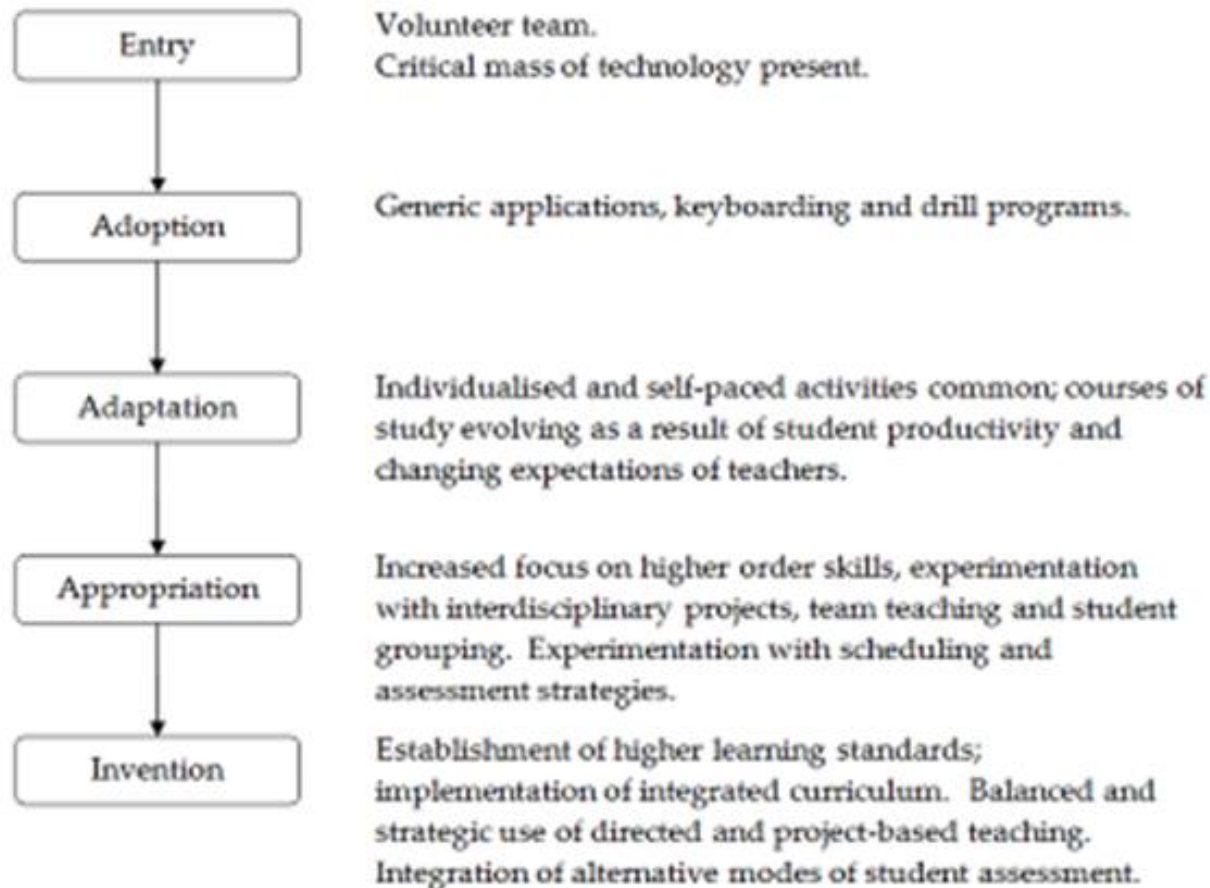 Entry
Volunteer team.
Critical mass of technology present.
Adoption
Generic applications, keyboarding and drill programs.
Adaptation
Individualised and self-paced activities common; courses of
study evolving as a result of student productivity and
changing expectations of teachers.
Appropriation
Increased focus on higher order skills, experimentation
with interdisciplinary projects, team teaching and student
grouping. Experimentation with scheduling and
assessment strategies.
Invention
Establishment of higher learning standards;
implementation of integrated curriculum. Balanced and
strategic use of directed and project-based teaching.
Integration of alternative modes of student assessment.